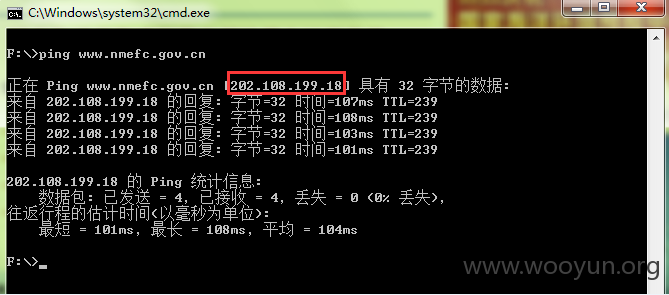 C:\Windows\system32\cmd.exe
F:\>ping www.nmefc.gov.cn
正在 Ping www.nmefc.gov.cn [202.108.199.18] 具有 32 字节的数据:
来自 202.108.199.18 的回复: 字节=32 时间=107ms TTL=239
来自 202.108.199.18 的回复: 字节=32 时间=108ms TTL=239
来自 202.108.199.18 的回复: 字节=32 时间=103ms TTL=239
来自 202.108.199.18 的回复: 字节=32 时间=101ms TTL=239
202.108.199.18 的 Ping 统计信息:
数据包: 已发送 = 4，已接收 = 4，丢失 = 0 (0% 丢失)，
往返行程的估计时间(以毫秒为单位):
最短 = 101ms，最长 = 108ms，平均 = 104ms
F:\>_
www.wooyun.org